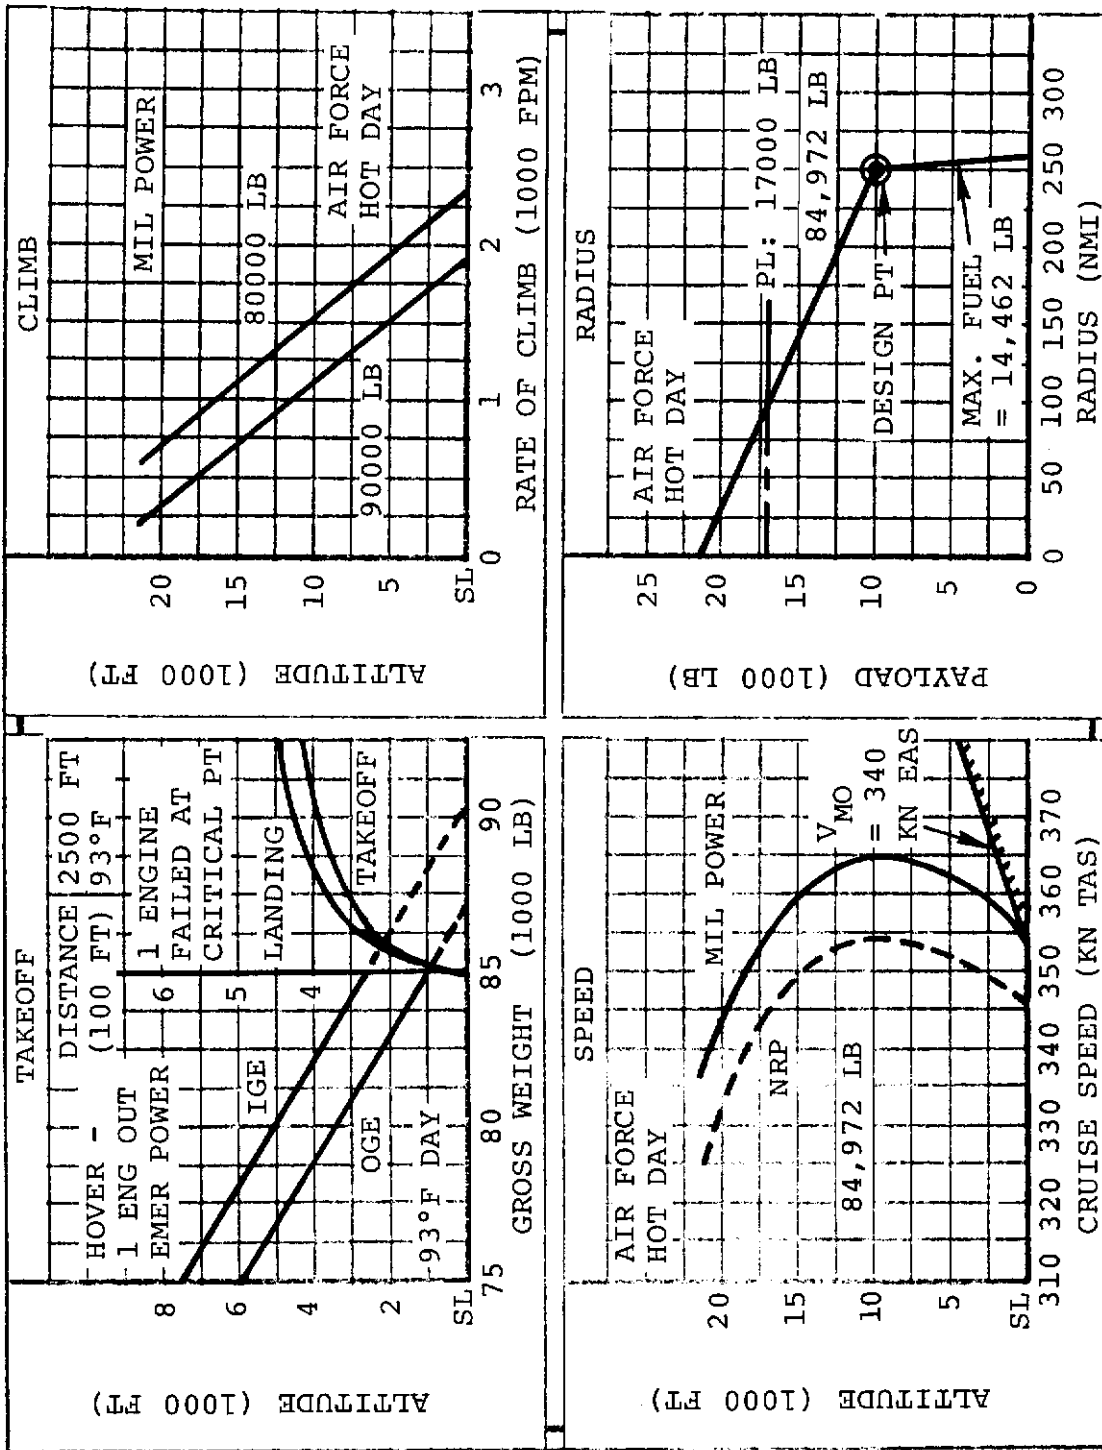 TAKEOFF
HOVER –
1 ENG OUT
EMER POWER
IGE
OGE
93°F DAY
DISTANCE
(100 FT)
2500 FT
93°F
1 ENGINE
FAILED AT
CRITICAL PT
LANDING
TAKEOFF
6
5
4
8
6
4
2
SL
75
80
85
90
ALTITUDE (1000 FT)
GROSS WEIGHT (1000 LB)
CLIMB
MIL POWER
80000 LB
90000 LB
AIR FORCE
HOT DAY
20
15
10
5
SL
0
1
2
3
ALTITUDE (1000 FT)
RATE OF CLIMB (1000 FPM)
SPEED
AIR FORCE
HOT DAY
NRP
84,972 LB
MIL POWER
VMO
= 340
KN EAS
20
15
10
5
SL
310
320
330
340
350
360
370
ALTITUDE (1000 FT)
CRUISE SPEED (KN TAS)
RADIUS
AIR FORCE
HOT DAY
PL: 17000 LB
84,972 LB
DESIGN PT
MAX. FUEL
= 14,462 LB
25
20
15
10
5
0
0
50
100
150
200
250
300
PAYLOAD (1000 LB)
RADIUS (NMI)